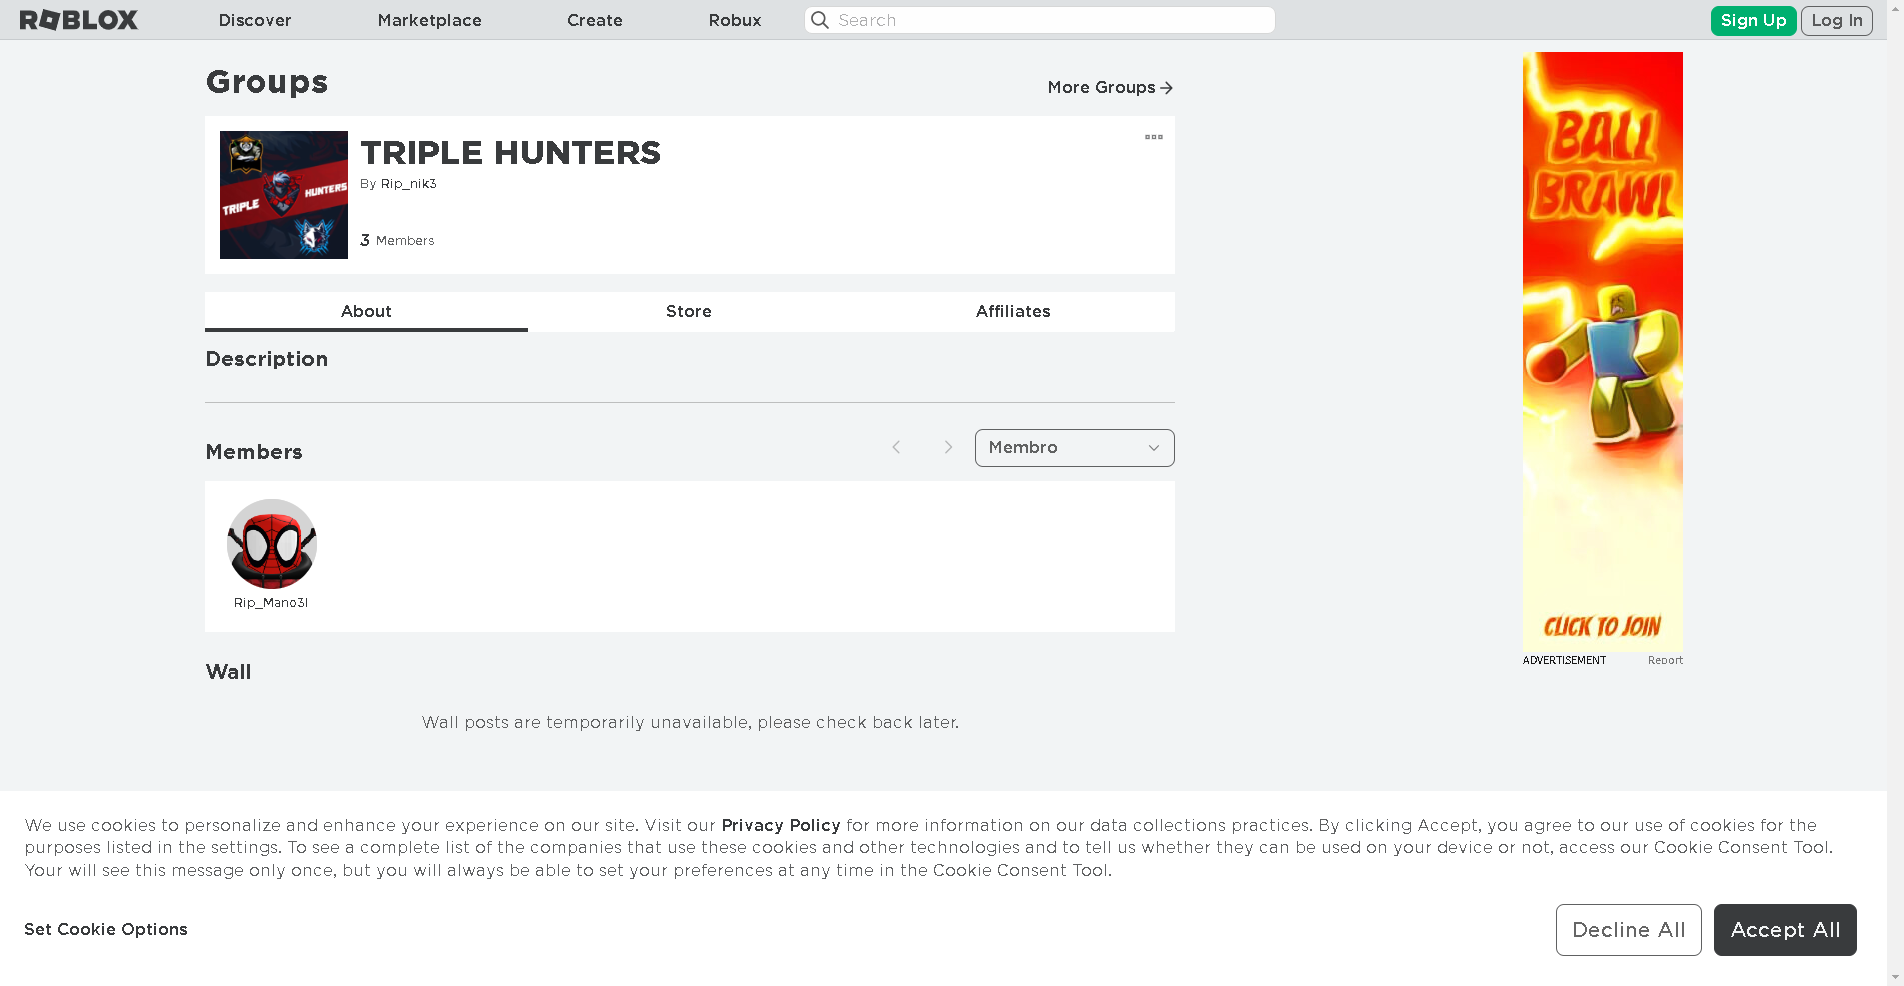 ROBLOX
Discover
Marketplace
Create
Robux
Search
Sign Up
Log In
Groups
More Groups
TRIPLE HUNTERS
TRIPLE HUNTERS
By Rip_nik3
3 Members
About
Store
Affiliates
Description
Members
Membro
Rip_Mano3l
Wall
Wall posts are temporarily unavailable, please check back later.
BALL
BRAWL
CLICK TO JOIN
ADVERTISEMENT
Report
We use cookies to personalize and enhance your experience on our site. Visit our Privacy Policy for more information on our data collections practices. By clicking Accept, you agree to our use of cookies for the
purposes listed in the settings. To see a complete list of the companies that use these cookies and other technologies and to tell us whether they can be used on your device or not, access our Cookie Consent Tool.
Your will see this message only once, but you will always be able to set your preferences at any time in the Cookie Consent Tool.
Set Cookie Options
Decline All
Accept All